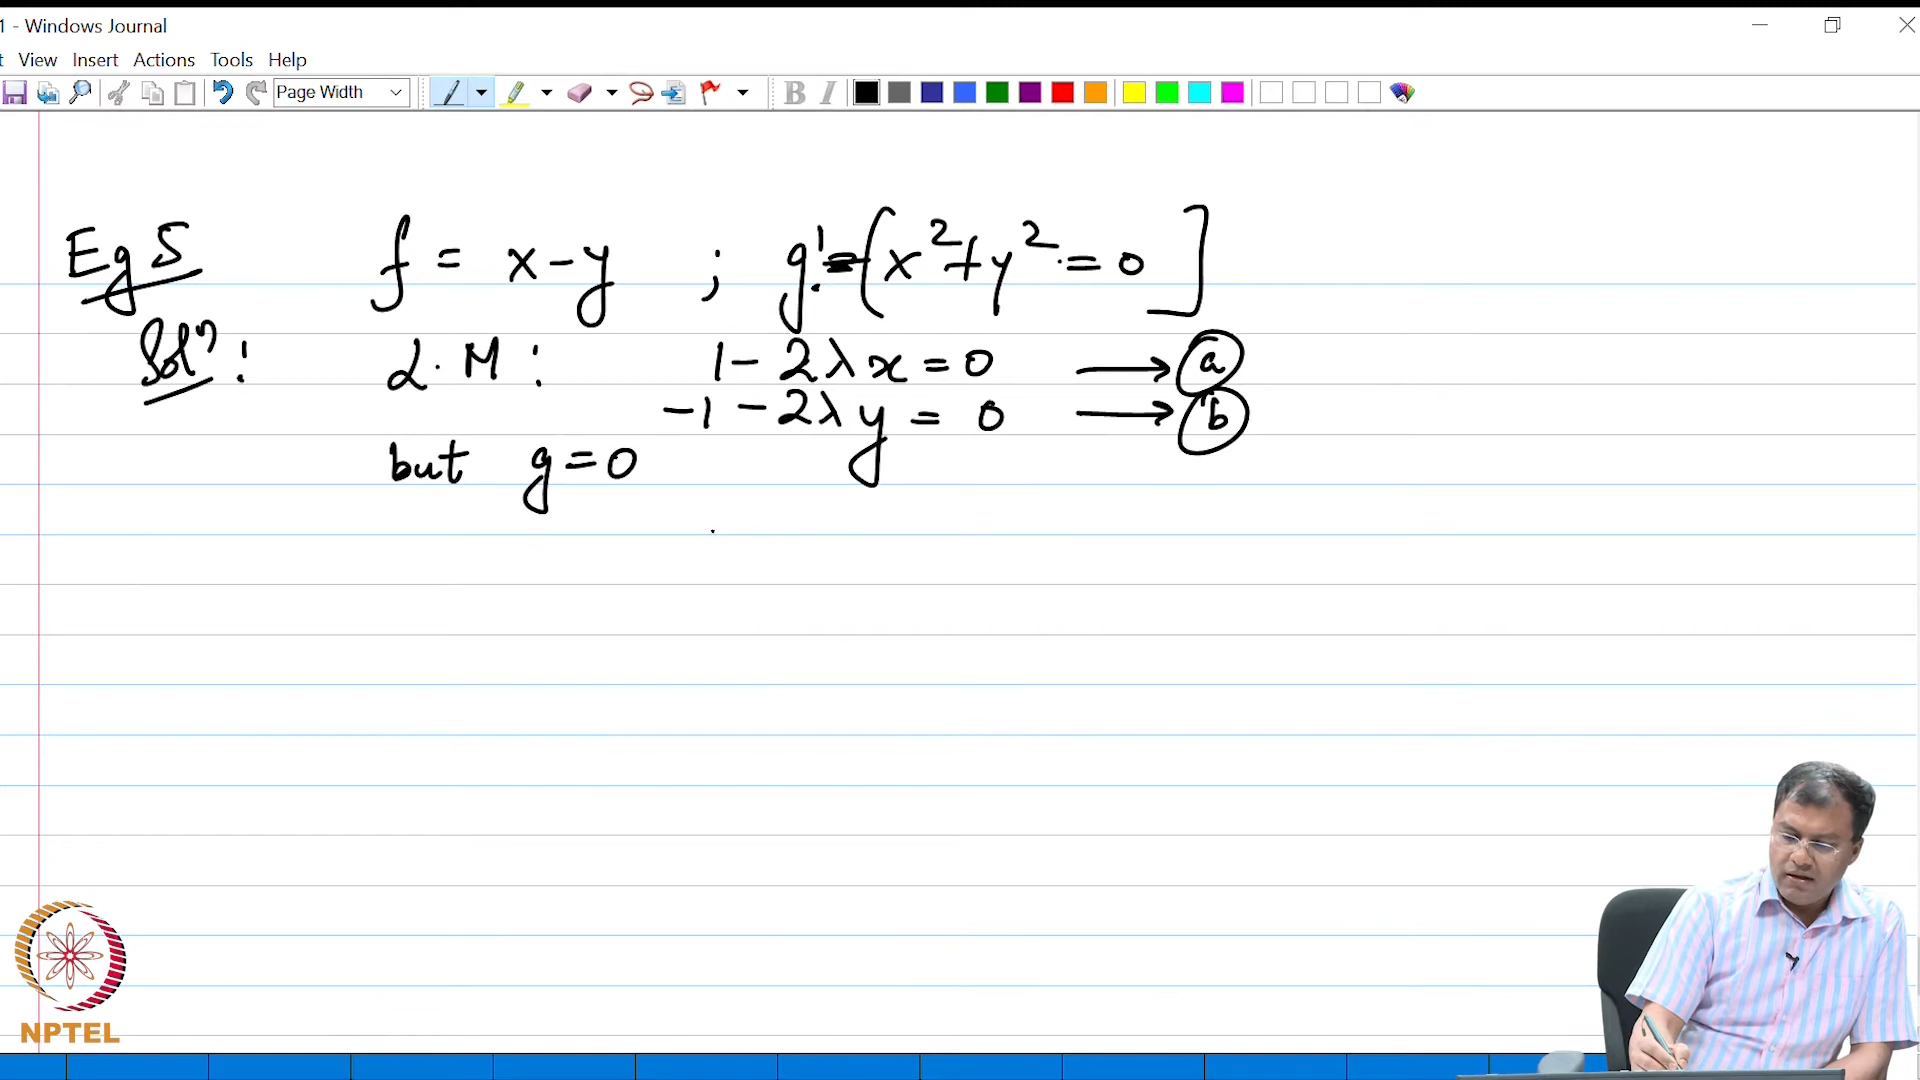 1 - Windows Journal
t View Insert Actions Tools Help
Page Width B I
Eg 5 f = x-y ; g:= [x²+y² = 0]
Solⁿ: L.M: 1 - 2λx = 0 → a
-1 - 2λy = 0 → b
but g=0
NPTEL